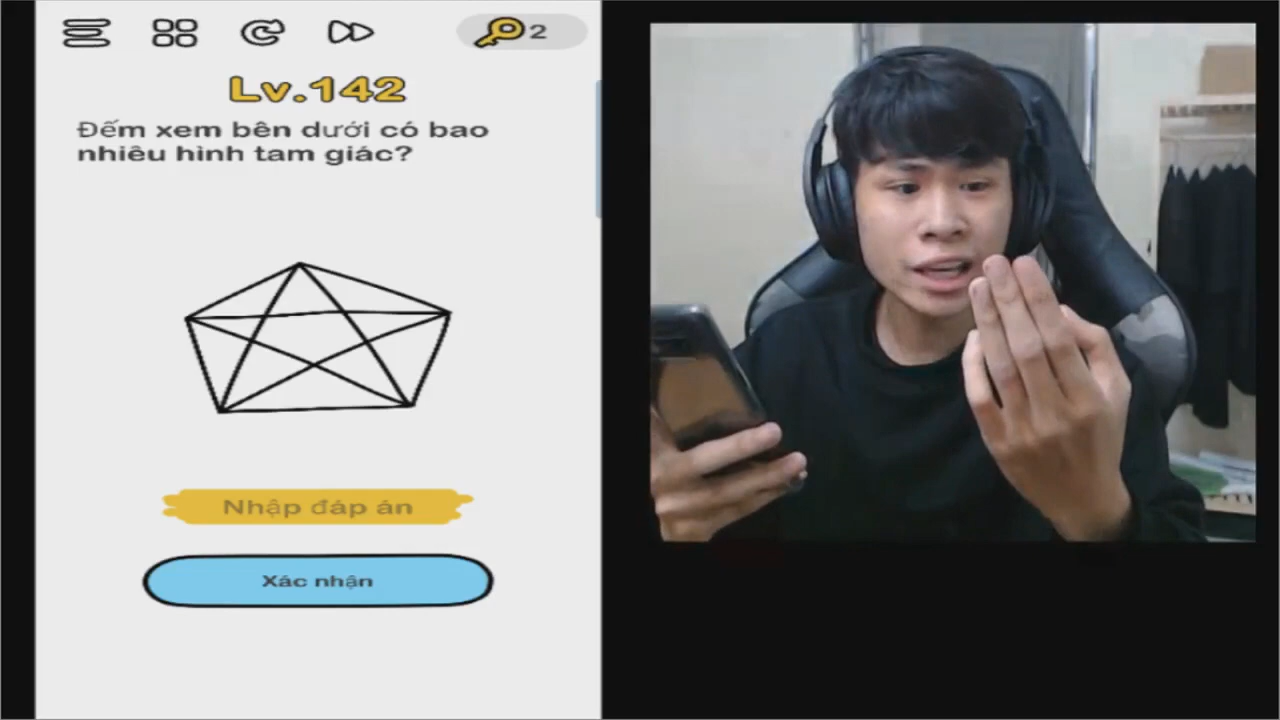 2
Lv.142
Đếm xem bên dưới có bao
nhiêu hình tam giác?
Nhập đáp án
Xác nhận